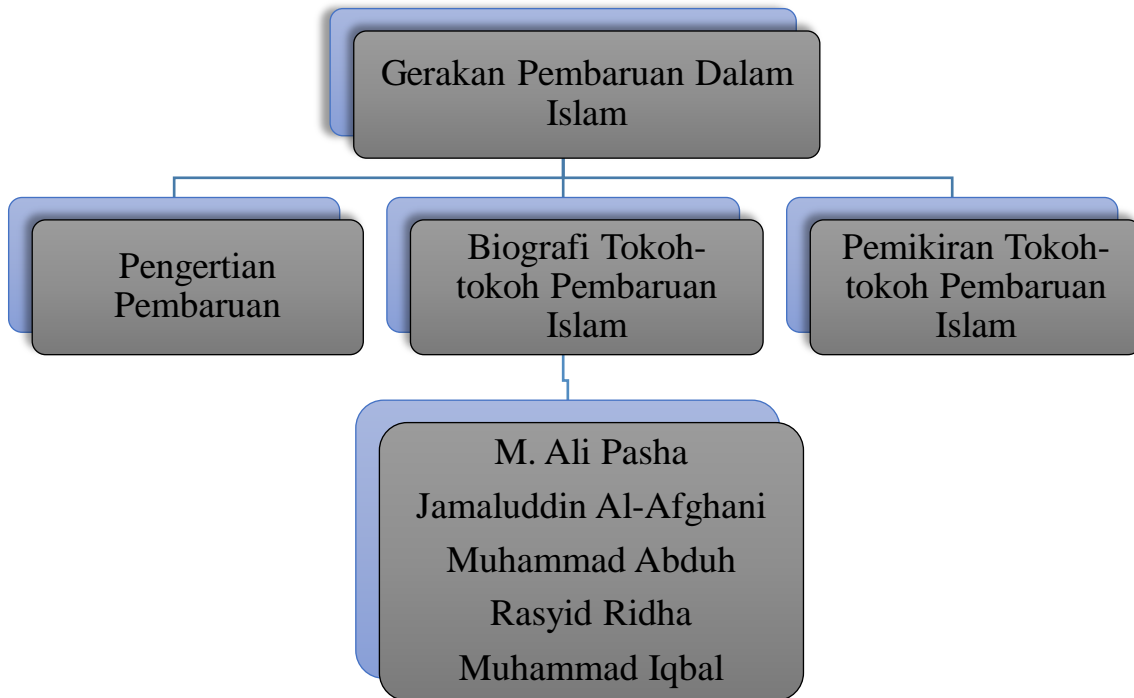 Gerakan Pembaruan Dalam
Islam
Pengertian
Pembaruan
Biografi Tokoh-
tokoh Pembaruan
Islam
Pemikiran Tokoh-
tokoh Pembaruan
Islam
M. Ali Pasha
Jamaluddin Al-Afghani
Muhammad Abduh
Rasyid Ridha
Muhammad Iqbal